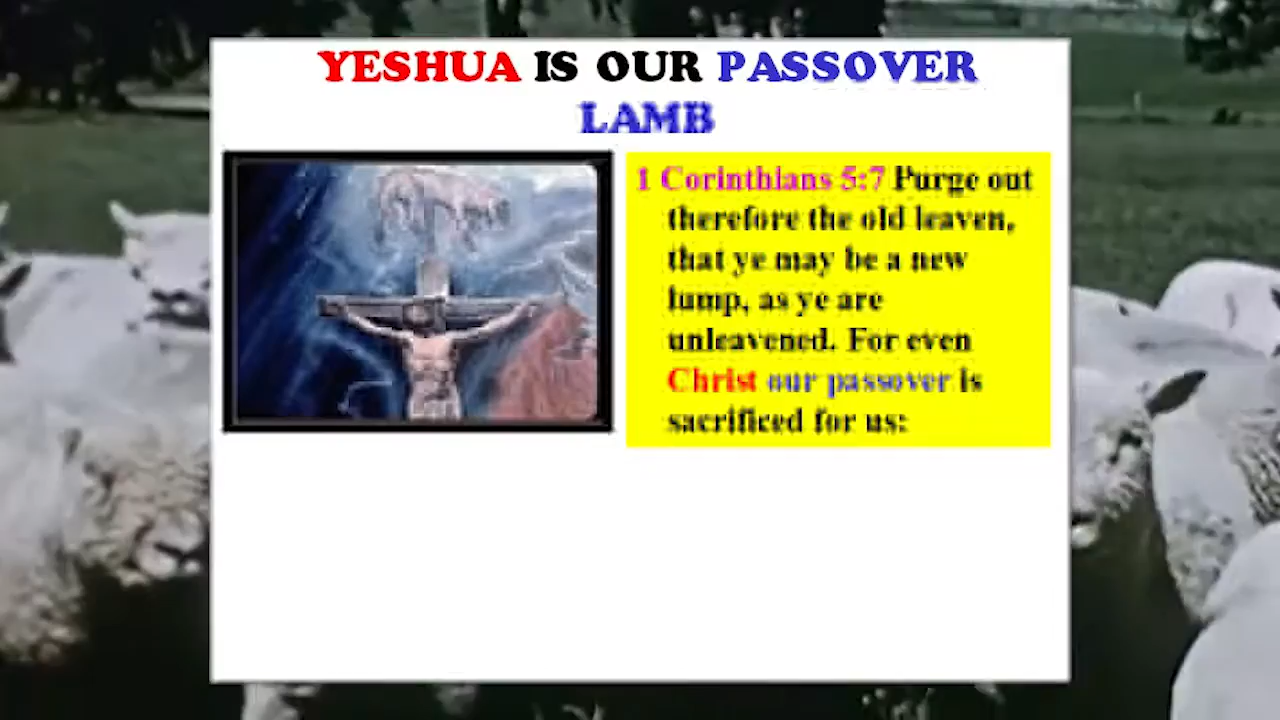 YESHUA IS OUR PASSOVER
LAMB
1 Corinthians 5:7 Purge out
therefore the old leaven,
that ye may be a new
lump, as ye are
unleavened. For even
Christ our passover is
sacrificed for us: